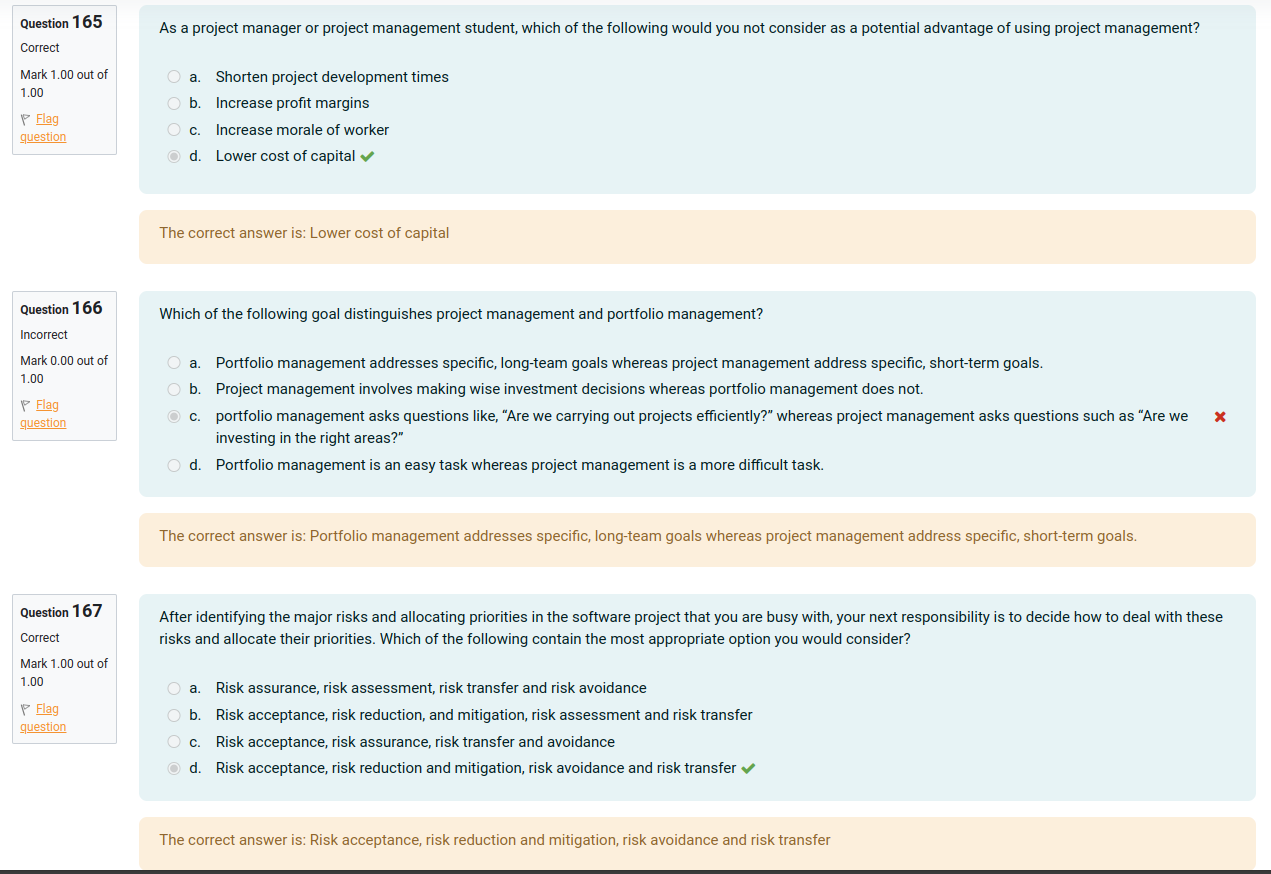 Question 165
Correct
Mark 1.00 out of
1.00
Flag
question
As a project manager or project management student, which of the following would you not consider as a potential advantage of using project management?
a. Shorten project development times
b. Increase profit margins
c. Increase morale of worker
d. Lower cost of capital
The correct answer is: Lower cost of capital
Question 166
Incorrect
Mark 0.00 out of
1.00
Flag
question
Which of the following goal distinguishes project management and portfolio management?
a. Portfolio management addresses specific, long-team goals whereas project management address specific, short-term goals.
b. Project management involves making wise investment decisions whereas portfolio management does not.
c. portfolio management asks questions like, “Are we carrying out projects efficiently?” whereas project management asks questions such as “Are we
investing in the right areas?”
d. Portfolio management is an easy task whereas project management is a more difficult task.
The correct answer is: Portfolio management addresses specific, long-team goals whereas project management address specific, short-term goals.
Question 167
Correct
Mark 1.00 out of
1.00
Flag
question
After identifying the major risks and allocating priorities in the software project that you are busy with, your next responsibility is to decide how to deal with these
risks and allocate their priorities. Which of the following contain the most appropriate option you would consider?
a. Risk assurance, risk assessment, risk transfer and risk avoidance
b. Risk acceptance, risk reduction, and mitigation, risk assessment and risk transfer
c. Risk acceptance, risk assurance, risk transfer and avoidance
d. Risk acceptance, risk reduction and mitigation, risk avoidance and risk transfer
The correct answer is: Risk acceptance, risk reduction and mitigation, risk avoidance and risk transfer